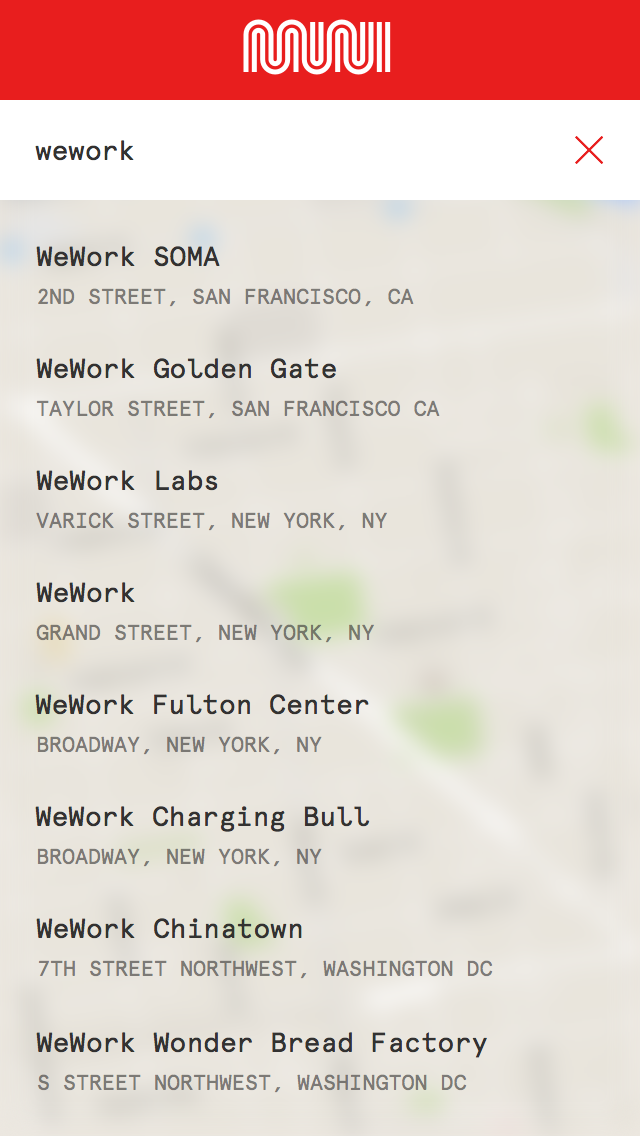 wework
WeWork SOMA
2ND STREET, SAN FRANCISCO, CA
WeWork Golden Gate
TAYLOR STREET, SAN FRANCISCO CA
WeWork Labs
VARICK STREET, NEW YORK, NY
WeWork
GRAND STREET, NEW YORK, NY
WeWork Fulton Center
BROADWAY, NEW YORK, NY
WeWork Charging Bull
BROADWAY, NEW YORK, NY
WeWork Chinatown
7TH STREET NORTHWEST, WASHINGTON DC
WeWork Wonder Bread Factory
S STREET NORTHWEST, WASHINGTON DC